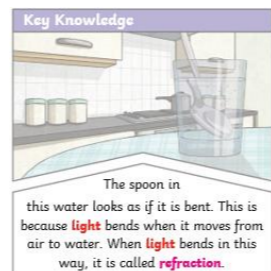 Key Knowledge
The spoon in
this water looks as if it is bent. This is
because light bends when it moves from
air to water. When light bends in this
way, it is called refraction.